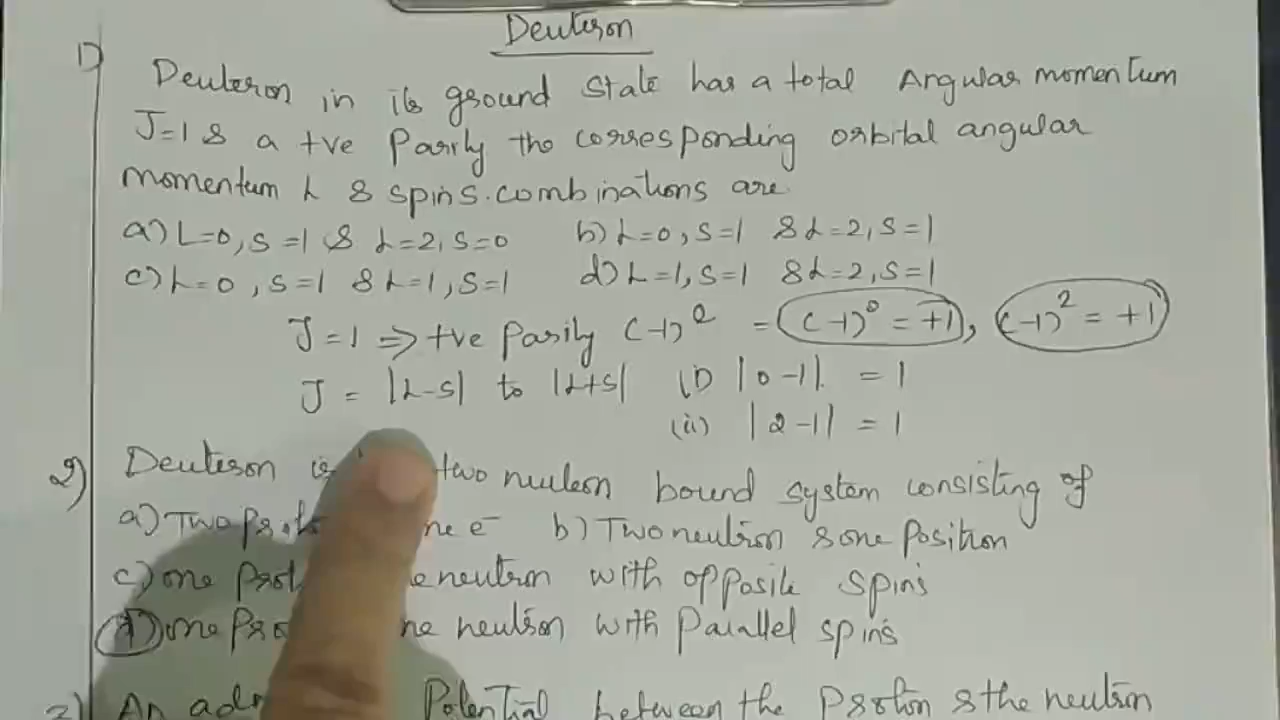 Deuteron
1) Deuteron in its ground state has a total Angular momentum
J=1 & a +ve Parity the corresponding orbital angular
momentum L & spin S. combinations are
a) L=0, S=1 & L=2, S=0 b) L=0, S=1 & L=2, S=1
c) L=0, S=1 & L=1, S=1 d) L=1, S=1 & L=2, S=1
J=1 => +ve parity (-1)^l = (-1)^0 = +1, (-1)^2 = +1
J = |L-S| to |L+S| (i) |0-1| = 1
(ii) |2-1| = 1
2) Deuteron is two nucleon bound system consisting of
a) Two e- b) Two neutron & one Position
c) one neutron with opposite spins
d) one neutron with Parallel spins
An Potential between the Proton & the neutron